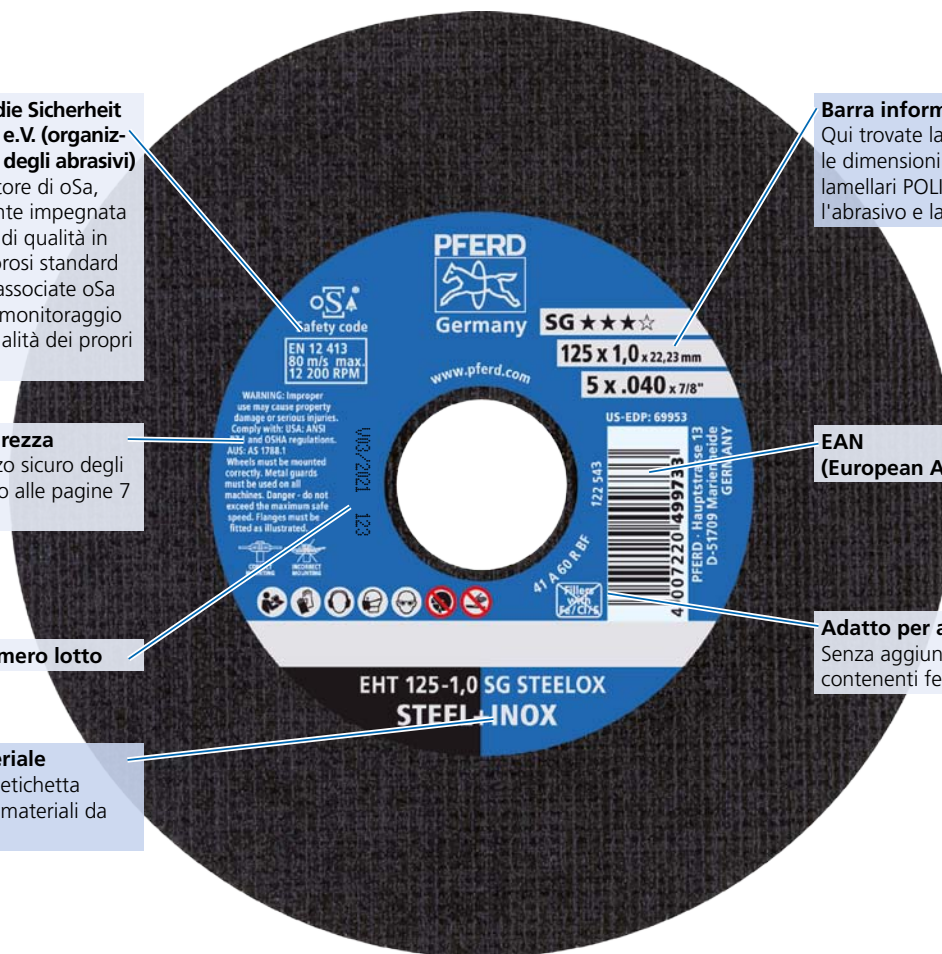 die Sicherheit
e.V. (organiz-
degli abrasivi)
tore di oSa,
nte impegnata
di qualità in
orosi standard
associate oSa
monitoraggio
alità dei propri
rezza
zo sicuro degli
o alle pagine 7
mero lotto
eriale
etichetta
materiali da
oSa
Safety code
EN 12 413
80 m/s max.
12 200 RPM
WARNING: Improper
use may cause property
damage or serious injuries.
Comply with: USA: ANSI
and OSHA regulations.
AUS: AS 1788.1
Wheels must be mounted
correctly. Metal guards
must be used on all
machines. Danger - do not
exceed the maximum safe
speed. Flanges must be
fitted as illustrated.
CORRECT
MOUNTING
INCORRECT
MOUNTING
V03/2021 123
PFERD
Germany
www.pferd.com
SG ★★★☆
125 x 1,0 x 22,23 mm
5 x .040 x 7/8"
US-EDP: 69953
122 543
4 007220 499733
PFERD · Hauptstrasse 13
D-51709 Marienheide
GERMANY
41 A 60 R BF
Fillers
with
Fe/Cl/S
EHT 125-1,0 SG STEELOX
STEEL+INOX
Barra inform
Qui trovate la
le dimensioni
lamellari POLI
l'abrasivo e la
EAN
(European A
Adatto per a
Senza aggiun
contenenti fe